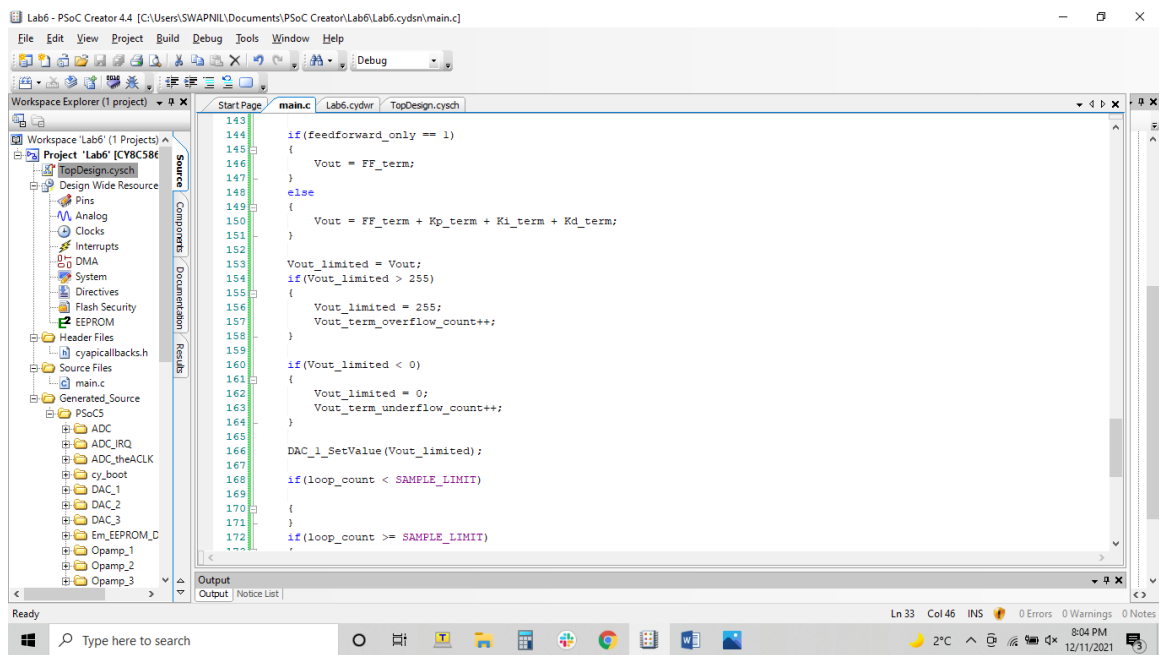 Lab6 - PSoC Creator 4.4 [C:\Users\SWAPNIL\Documents\PSoC Creator\Lab6\Lab6.cydsn\main.c]
File Edit View Project Build Debug Tools Window Help
Debug
Workspace Explorer (1 project)
Workspace 'Lab6' (1 Projects)
Project 'Lab6' [CY8C586
TopDesign.cysch
Design Wide Resource
Pins
Analog
Clocks
Interrupts
DMA
System
Directives
Flash Security
EEPROM
Header Files
cyapicallbacks.h
Source Files
main.c
Generated_Source
PSoC5
ADC
ADC_IRQ
ADC_theACLK
cy_boot
DAC_1
DAC_2
DAC_3
Em_EEPROM_D
Opamp_1
Opamp_2
Opamp_3
Source
Components
Documentation
Results
Start Page main.c Lab6.cydwr TopDesign.cysch
143
144 if(feedforward_only == 1)
145 {
146 Vout = FF_term;
147 }
148 else
149 {
150 Vout = FF_term + Kp_term + Ki_term + Kd_term;
151 }
152
153 Vout_limited = Vout;
154 if(Vout_limited > 255)
155 {
156 Vout_limited = 255;
157 Vout_term_overflow_count++;
158 }
159
160 if(Vout_limited < 0)
161 {
162 Vout_limited = 0;
163 Vout_term_underflow_count++;
164 }
165
166 DAC_1_SetValue(Vout_limited);
167
168 if(loop_count < SAMPLE_LIMIT)
169
170 {
171 }
172 if(loop_count >= SAMPLE_LIMIT)
Output
Output Notice List
Ready
Ln 33 Col 46 INS 0 Errors 0 Warnings 0 Notes
Type here to search
2°C
8:04 PM
12/11/2021
3